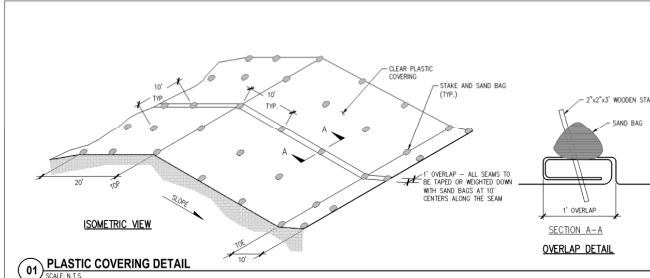 10'
TYP.
10'
TYP.
CLEAR PLASTIC
COVERING
STAKE AND SAND BAG
(TYP.)
A
A
1' OVERLAP – ALL SEAMS TO
BE TAPED OR WEIGHTED DOWN
WITH SAND BAGS AT 10'
CENTERS ALONG THE SEAM
20'
TOP
SLOPE
TOE
10'
ISOMETRIC VIEW
2"x2"x3' WOODEN STA
SAND BAG
1' OVERLAP
SECTION A-A
OVERLAP DETAIL
01
PLASTIC COVERING DETAIL
SCALE: N.T.S.